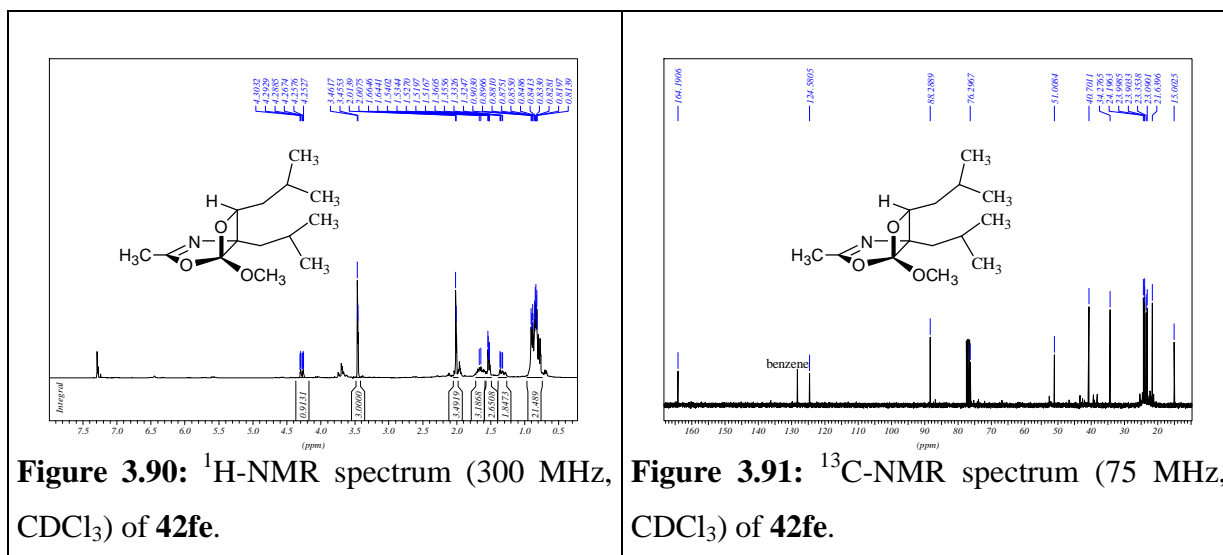 4.3032
4.2929
4.2885
4.2674
4.2576
4.2527
3.4617
3.4553
2.0139
2.0075
1.6646
1.6441
1.5402
1.5344
1.5270
1.5197
1.5167
1.3605
1.3556
1.3326
1.3247
0.9030
0.8966
0.8810
0.8751
0.8550
0.8486
0.8413
0.8330
0.8281
0.8197
0.8139
CH3
H
CH3
O
CH3
N
H3C
O
CH3
OCH3
Integral
0.9131
3.0000
3.4919
3.1868
2.6508
1.8473
21.489
7.5 7.0 6.5 6.0 5.5 5.0 4.5 4.0 3.5 3.0 2.5 2.0 1.5 1.0 0.5
(ppm)
Figure 3.90: 1H-NMR spectrum (300 MHz,
CDCl3) of 42fe.
164.1906
124.5805
88.2889
76.2967
51.0084
40.7011
34.2765
24.1963
23.9985
23.9033
23.3538
23.0901
21.6396
15.0025
CH3
H
CH3
O
CH3
N
H3C
O
CH3
OCH3
benzene
160 150 140 130 120 110 100 90 80 70 60 50 40 30 20
(ppm)
Figure 3.91: 13C-NMR spectrum (75 MHz,
CDCl3) of 42fe.